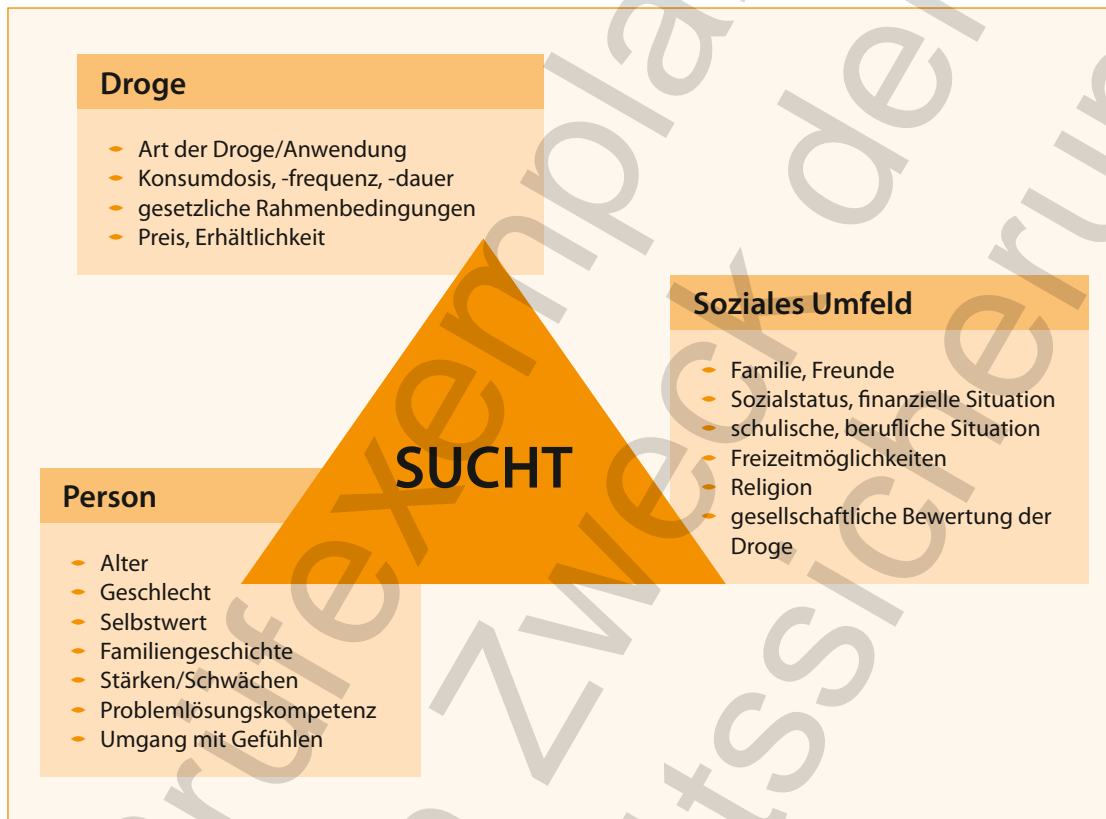 Droge
Art der Droge/Anwendung
Konsumdosis, -frequenz, -dauer
gesetzliche Rahmenbedingungen
Preis, Erhältlichkeit
Soziales Umfeld
Familie, Freunde
Sozialstatus, finanzielle Situation
schulische, berufliche Situation
Freizeitmöglichkeiten
Religion
gesellschaftliche Bewertung der
Droge
SUCHT
Person
Alter
Geschlecht
Selbstwert
Familiengeschichte
Stärken/Schwächen
Problemlösungskompetenz
Umgang mit Gefühlen